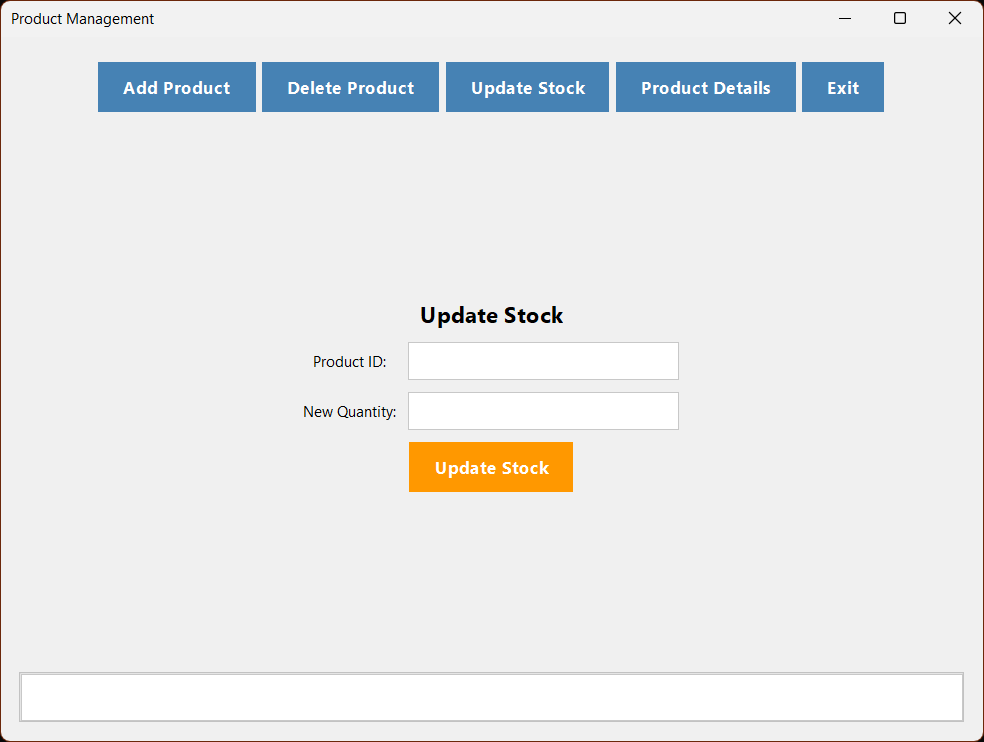 Product Management
Add Product Delete Product Update Stock Product Details Exit
Update Stock
Product ID:
New Quantity:
Update Stock